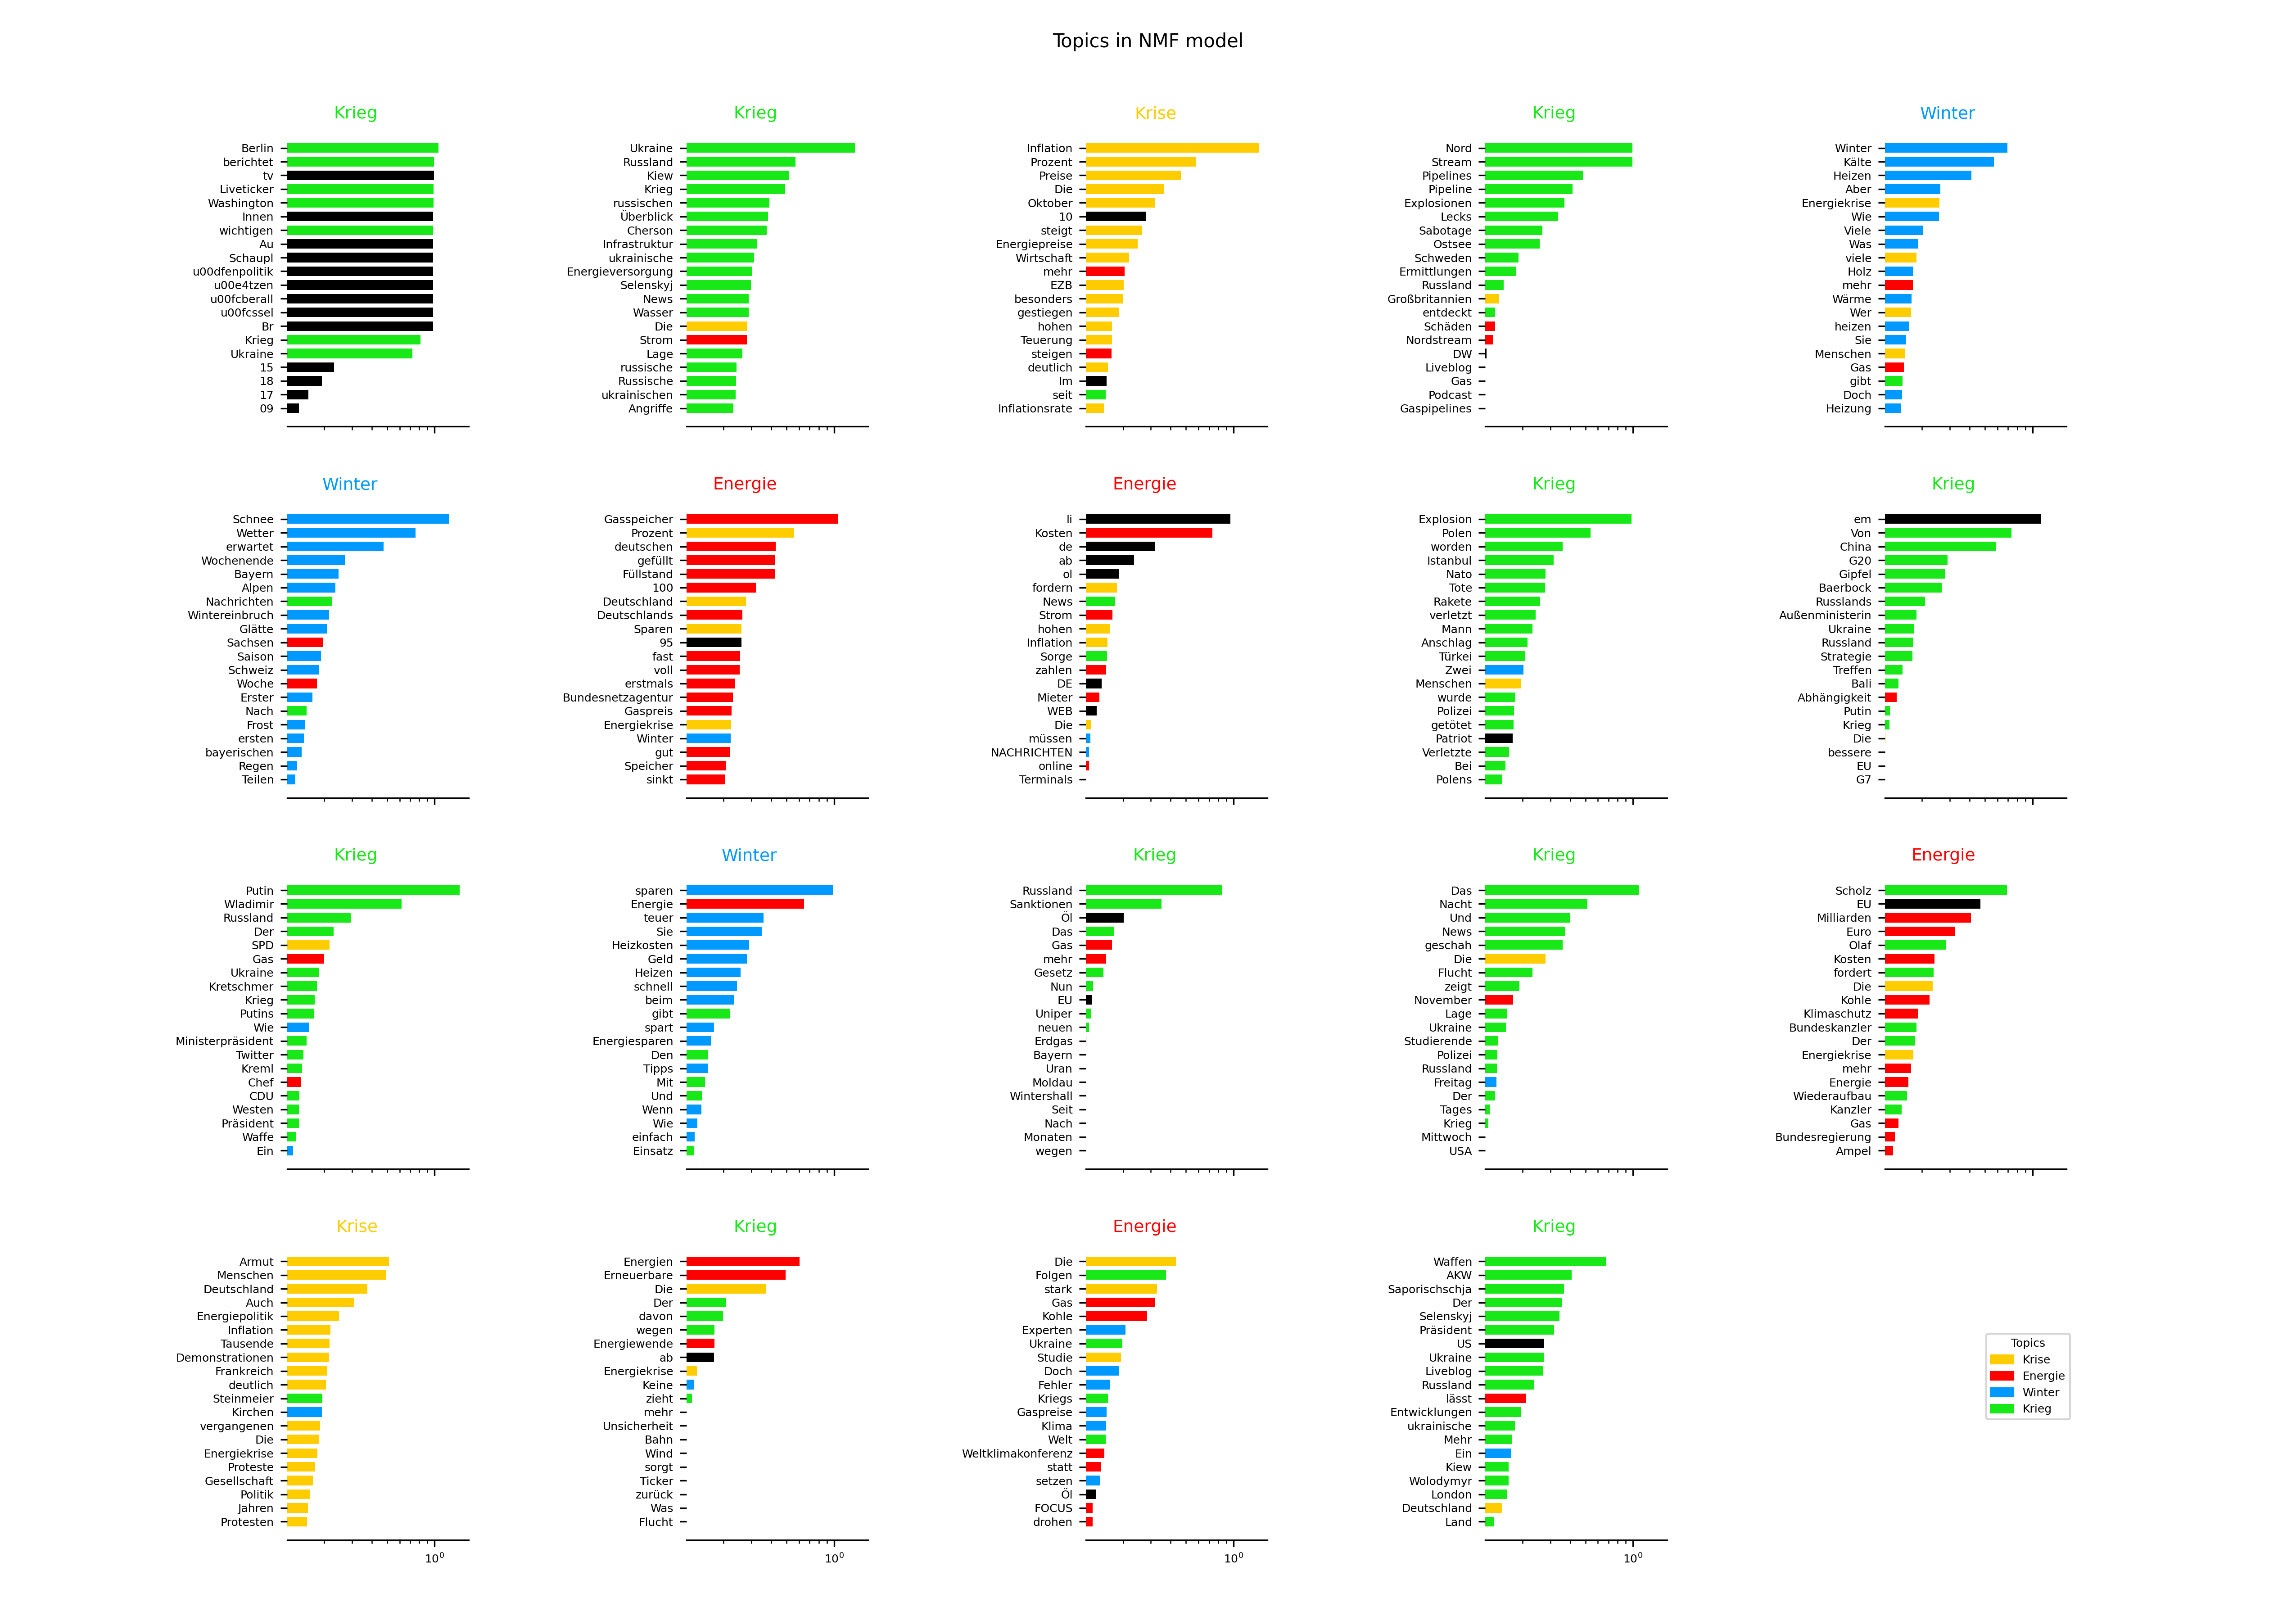 Topics in NMF model
Krieg
Berlin
berichtet
tv
Liveticker
Washington
Innen
wichtigen
Au
Schaupl
u00dfenpolitik
u00e4tzen
u00fcberall
u00fcssel
Br
Krieg
Ukraine
15
18
17
09
Krieg
Ukraine
Russland
Kiew
Krieg
russischen
Überblick
Cherson
Infrastruktur
ukrainische
Energieversorgung
Selenskyj
News
Wasser
Die
Strom
Lage
russische
Russische
ukrainischen
Angriffe
Krise
Inflation
Prozent
Preise
Die
Oktober
10
steigt
Energiepreise
Wirtschaft
mehr
EZB
besonders
gestiegen
hohen
Teuerung
steigen
deutlich
Im
seit
Inflationsrate
Krieg
Nord
Stream
Pipelines
Pipeline
Explosionen
Lecks
Sabotage
Ostsee
Schweden
Ermittlungen
Russland
Großbritannien
entdeckt
Schäden
Nordstream
DW
Liveblog
Gas
Podcast
Gaspipelines
Winter
Winter
Kälte
Heizen
Aber
Energiekrise
Wie
Viele
Was
viele
Holz
mehr
Wärme
Wer
heizen
Sie
Menschen
Gas
gibt
Doch
Heizung
Winter
Schnee
Wetter
erwartet
Wochenende
Bayern
Alpen
Nachrichten
Wintereinbruch
Glätte
Sachsen
Saison
Schweiz
Woche
Erster
Nach
Frost
ersten
bayerischen
Regen
Teilen
Energie
Gasspeicher
Prozent
deutschen
gefüllt
Füllstand
100
Deutschland
Deutschlands
Sparen
95
fast
voll
erstmals
Bundesnetzagentur
Gaspreis
Energiekrise
Winter
gut
Speicher
sinkt
Energie
li
Kosten
de
ab
ol
fordern
News
Strom
hohen
Inflation
Sorge
zahlen
DE
Mieter
WEB
Die
müssen
NACHRICHTEN
online
Terminals
Krieg
Explosion
Polen
worden
Istanbul
Nato
Tote
Rakete
verletzt
Mann
Anschlag
Türkei
Zwei
Menschen
wurde
Polizei
getötet
Patriot
Verletzte
Bei
Polens
Krieg
em
Von
China
G20
Gipfel
Baerbock
Russlands
Außenministerin
Ukraine
Russland
Strategie
Treffen
Bali
Abhängigkeit
Putin
Krieg
Die
bessere
EU
G7
Krieg
Putin
Wladimir
Russland
Der
SPD
Gas
Ukraine
Kretschmer
Krieg
Putins
Wie
Ministerpräsident
Twitter
Kreml
Chef
CDU
Westen
Präsident
Waffe
Ein
Winter
sparen
Energie
teuer
Sie
Heizkosten
Geld
Heizen
schnell
beim
gibt
spart
Energiesparen
Den
Tipps
Mit
Und
Wenn
Wie
einfach
Einsatz
Krieg
Russland
Sanktionen
Öl
Das
Gas
mehr
Gesetz
Nun
EU
Uniper
neuen
Erdgas
Bayern
Uran
Moldau
Wintershall
Seit
Nach
Monaten
wegen
Krieg
Das
Nacht
Und
News
geschah
Die
Flucht
zeigt
November
Lage
Ukraine
Studierende
Polizei
Russland
Freitag
Der
Tages
Krieg
Mittwoch
USA
Energie
Scholz
EU
Milliarden
Euro
Olaf
Kosten
fordert
Die
Kohle
Klimaschutz
Bundeskanzler
Der
Energiekrise
mehr
Energie
Wiederaufbau
Kanzler
Gas
Bundesregierung
Ampel
Krise
Armut
Menschen
Deutschland
Auch
Energiepolitik
Inflation
Tausende
Demonstrationen
Frankreich
deutlich
Steinmeier
Kirchen
vergangenen
Die
Energiekrise
Proteste
Gesellschaft
Politik
Jahren
Protesten
10⁰
Krieg
Energien
Erneuerbare
Die
Der
davon
wegen
Energiewende
ab
Energiekrise
Keine
zieht
mehr
Unsicherheit
Bahn
Wind
sorgt
Ticker
zurück
Was
Flucht
10⁰
Energie
Die
Folgen
stark
Gas
Kohle
Experten
Ukraine
Studie
Doch
Fehler
Kriegs
Gaspreise
Klima
Welt
Weltklimakonferenz
statt
setzen
Öl
FOCUS
drohen
10⁰
Krieg
Waffen
AKW
Saporischschja
Der
Selenskyj
Präsident
US
Ukraine
Liveblog
Russland
lässt
Entwicklungen
ukrainische
Mehr
Ein
Kiew
Wolodymyr
London
Deutschland
Land
10⁰
Topics
Krise
Energie
Winter
Krieg